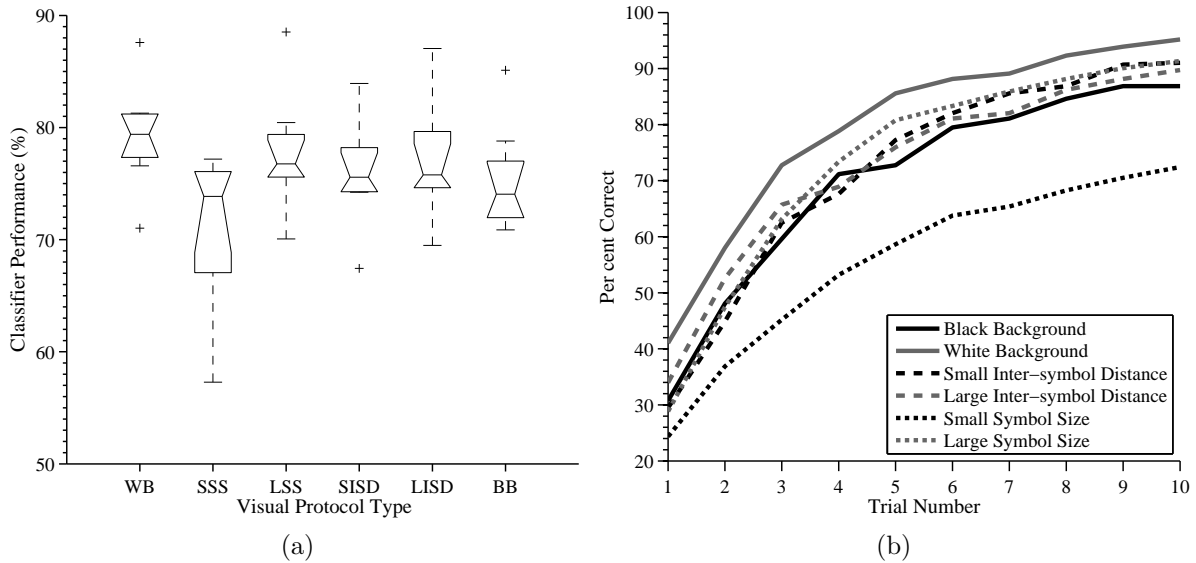 90
80
70
60
50
Classifier Performance (%)
WB SSS LSS SISD LISD BB
Visual Protocol Type
(a)
100
90
80
70
60
50
40
30
20
Per cent Correct
Black Background
White Background
Small Inter−symbol Distance
Large Inter−symbol Distance
Small Symbol Size
Large Symbol Size
1 2 3 4 5 6 7 8 9 10
Trial Number
(b)